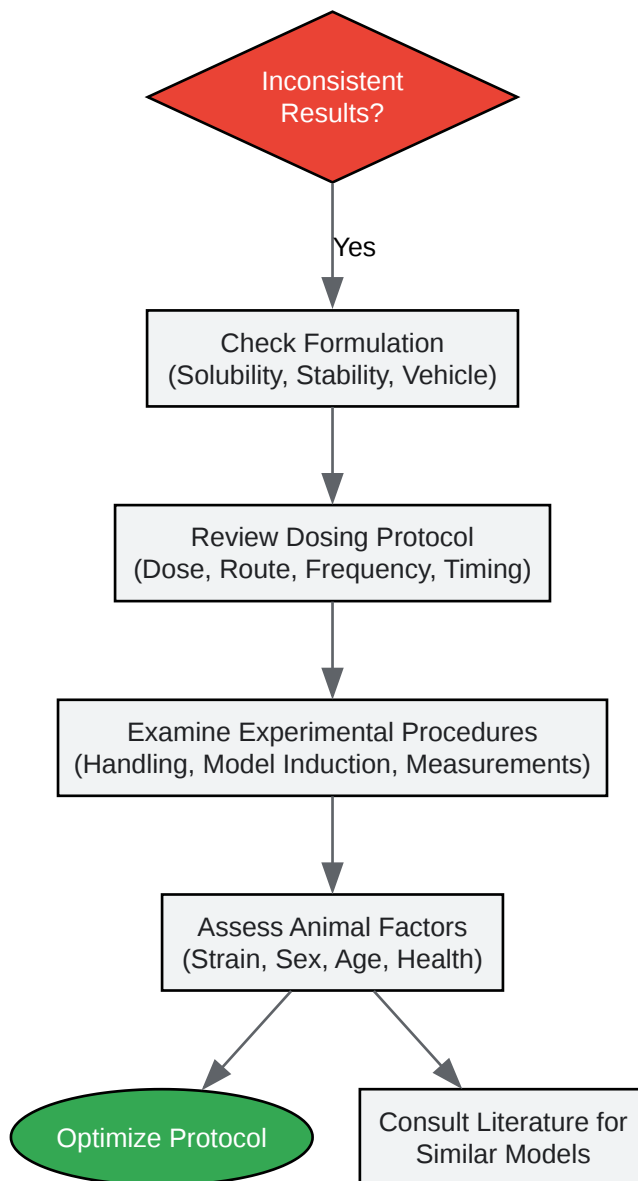 Inconsistent
Results?
Yes
Check Formulation
(Solubility, Stability, Vehicle)
Review Dosing Protocol
(Dose, Route, Frequency, Timing)
Examine Experimental Procedures
(Handling, Model Induction, Measurements)
Assess Animal Factors
(Strain, Sex, Age, Health)
Optimize Protocol
Consult Literature for
Similar Models